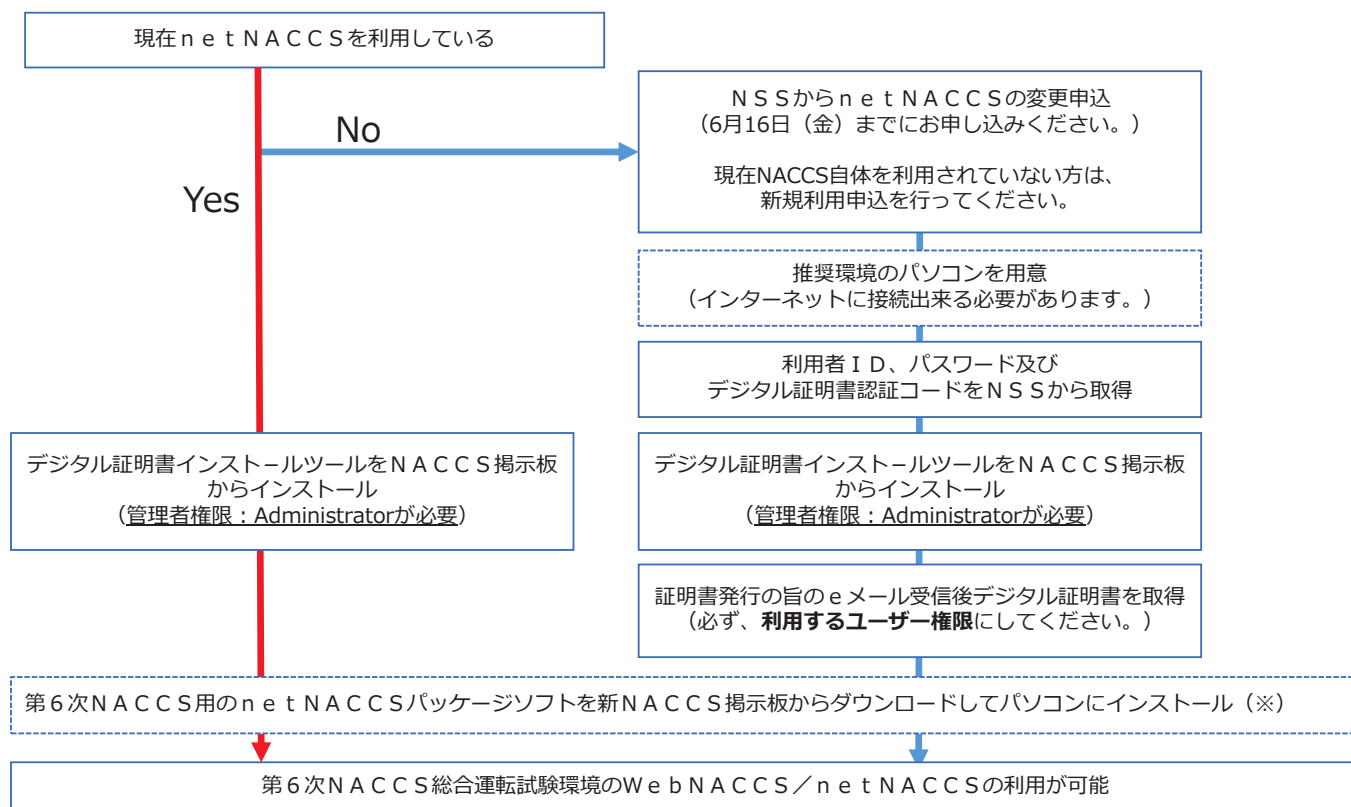 現在ｎｅｔＮＡＣＣＳを利用している
No
Yes
ＮＳＳからｎｅｔＮＡＣＣＳの変更申込
（6月16日（金）までにお申し込みください。）
現在NACCS自体を利用されていない方は、
新規利用申込を行ってください。
推奨環境のパソコンを用意
（インターネットに接続出来る必要があります。）
利用者ＩＤ、パスワード及び
デジタル証明書認証コードをＮＳＳから取得
デジタル証明書インスト－ルツールをＮＡＣＣＳ掲示板
からインストール
（管理者権限：Administratorが必要）
デジタル証明書インスト－ルツールをＮＡＣＣＳ掲示板
からインストール
（管理者権限：Administratorが必要）
証明書発行の旨のｅメール受信後デジタル証明書を取得
（必ず、利用するユーザー権限にしてください。）
第６次ＮＡＣＣＳ用のｎｅｔＮＡＣＣＳパッケージソフトを新ＮＡＣＣＳ掲示板からダウンロードしてパソコンにインストール（※）
第６次ＮＡＣＣＳ総合運転試験環境のＷｅｂＮＡＣＣＳ／ｎｅｔＮＡＣＣＳの利用が可能